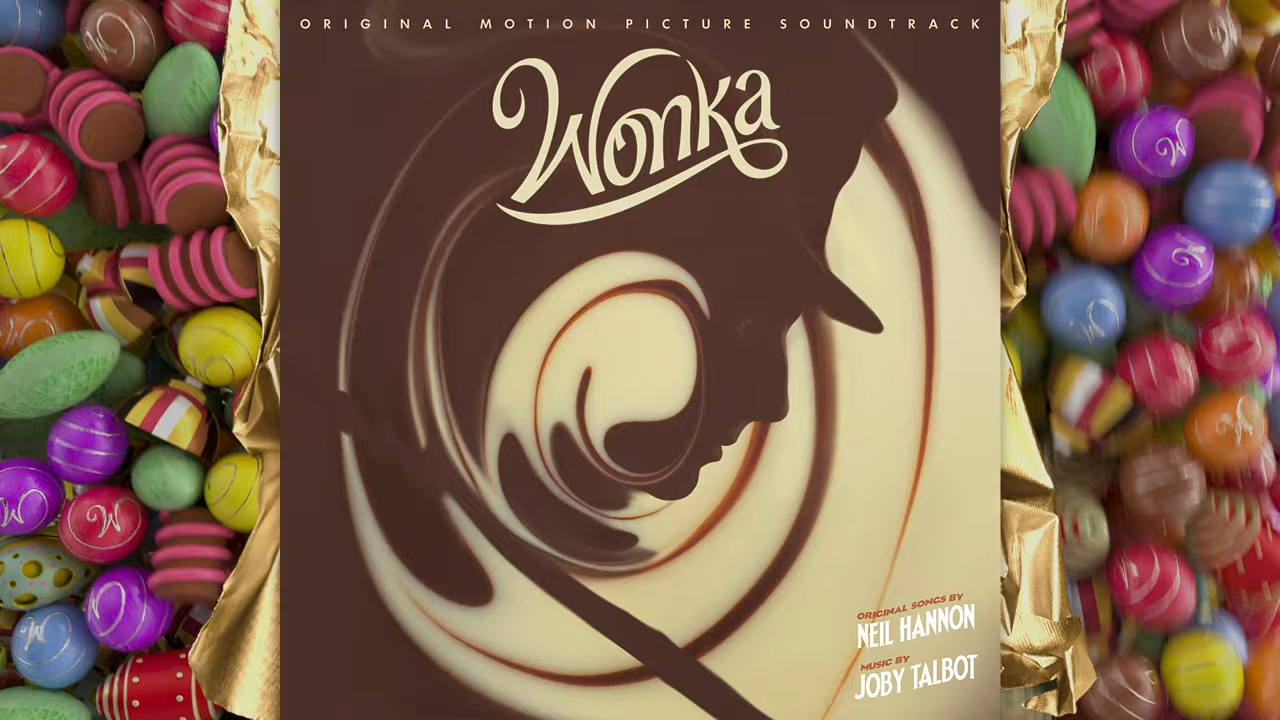 ORIGINAL MOTION PICTURE SOUNDTRACK
Wonka
ORIGINAL SONGS BY
NEIL HANNON
MUSIC BY
JOBY TALBOT
W
W
W
W
W
W
W
W